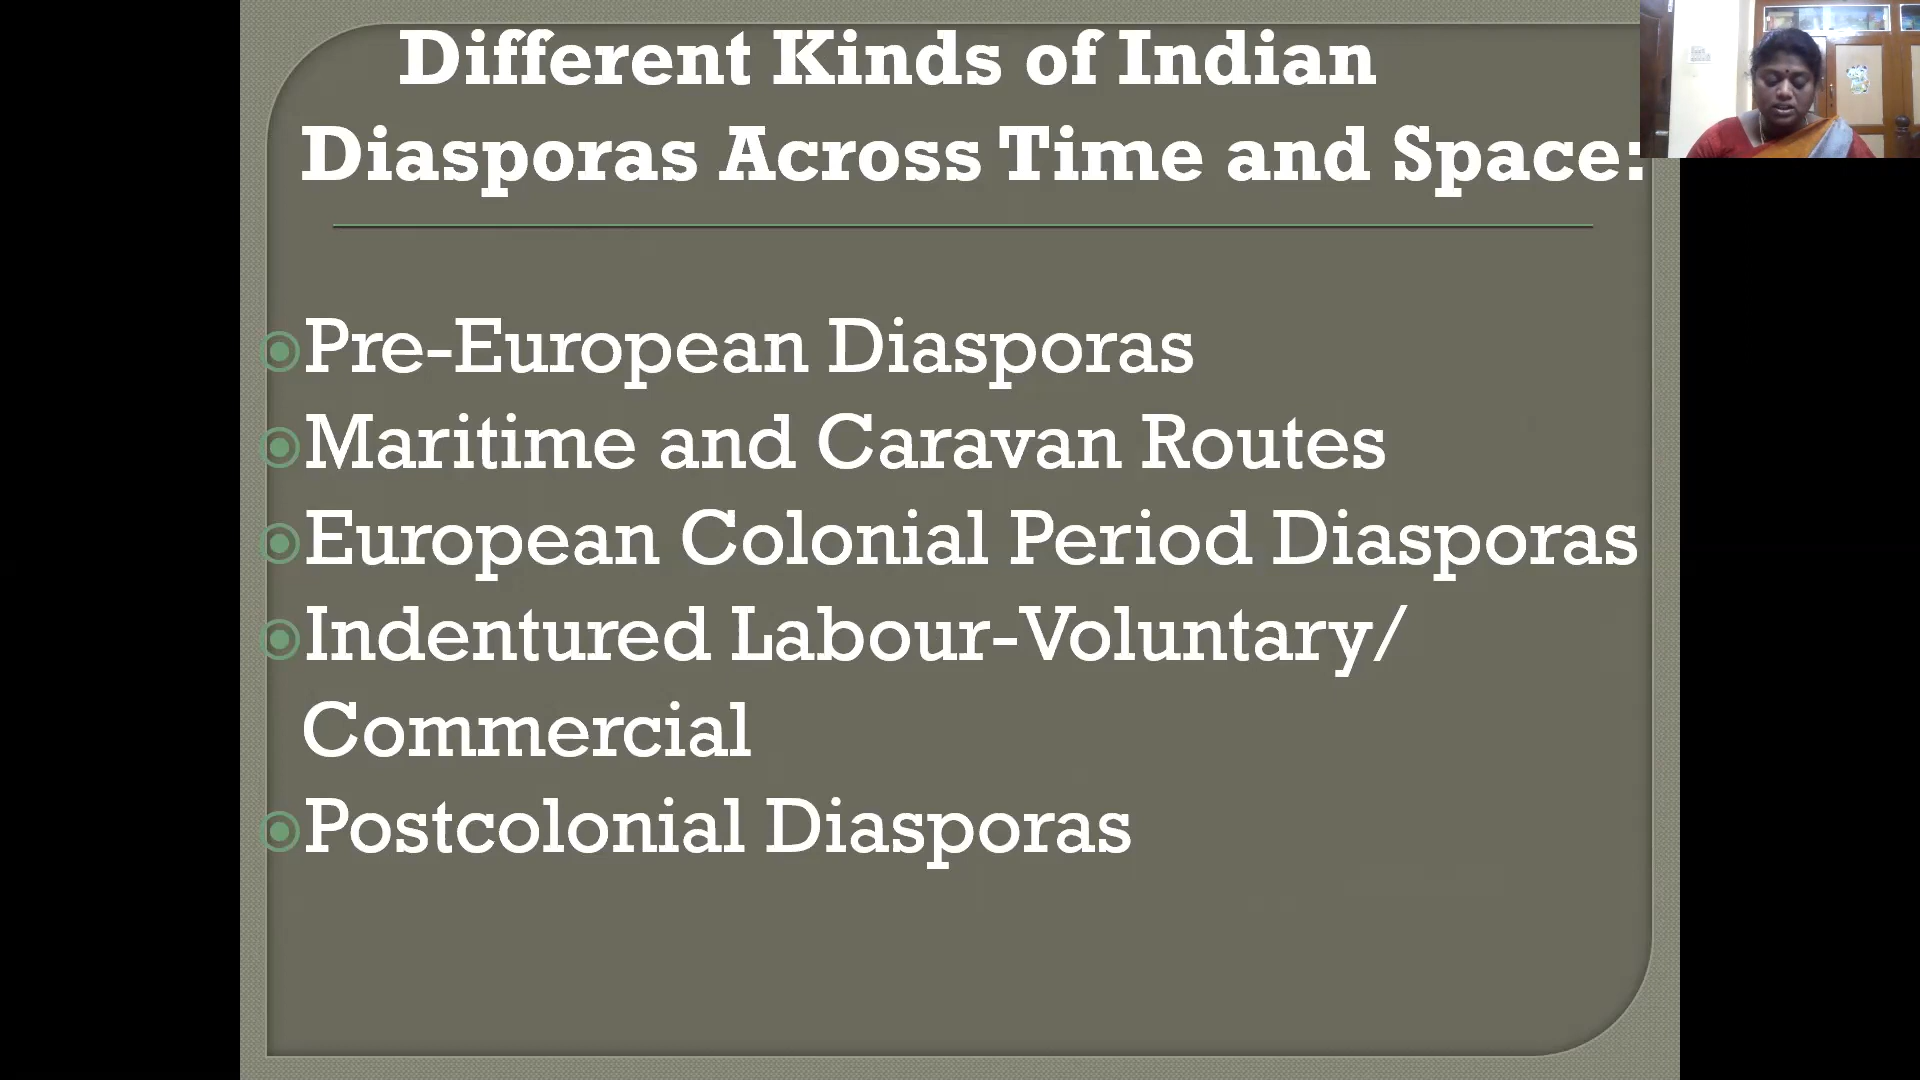 Different Kinds of Indian
Diasporas Across Time and Space:
Pre-European Diasporas
Maritime and Caravan Routes
European Colonial Period Diasporas
Indentured Labour-Voluntary/
Commercial
Postcolonial Diasporas